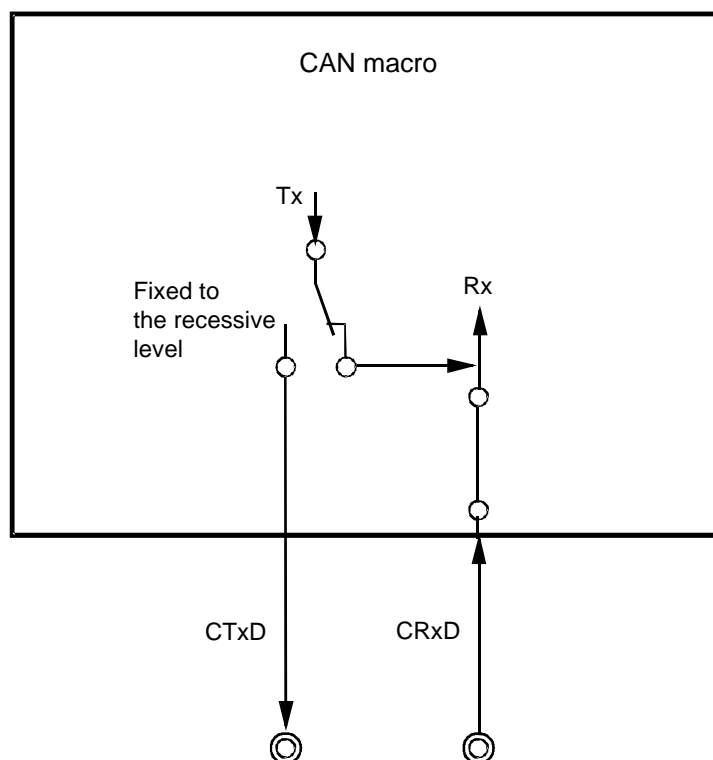 CAN macro
Tx
Fixed to
the recessive
level
Rx
CTxD
CRxD